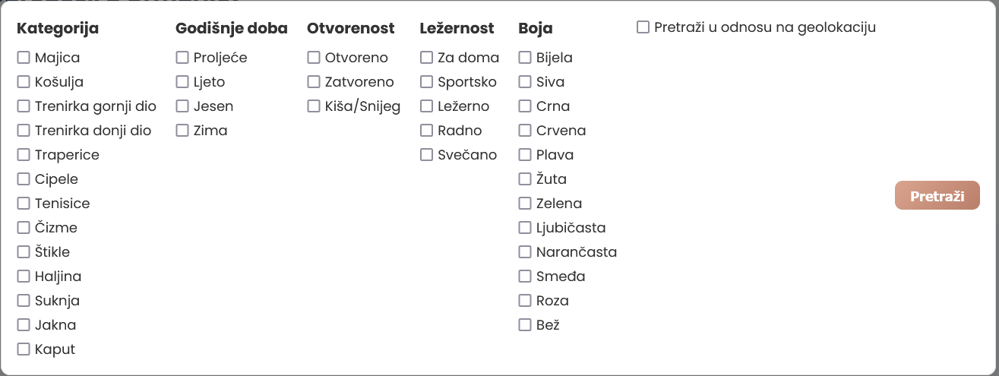 Kategorija
Majica
Košulja
Trenirka gornji dio
Trenirka donji dio
Traperice
Cipele
Tenisice
Čizme
Štikle
Haljina
Suknja
Jakna
Kaput
Godišnje doba
Proljeće
Ljeto
Jesen
Zima
Otvorenost
Otvoreno
Zatvoreno
Kiša/Snijeg
Ležernost
Za doma
Sportsko
Ležerno
Radno
Svečano
Boja
Bijela
Siva
Crna
Crvena
Plava
Žuta
Zelena
Ljubičasta
Narančasta
Smeđa
Roza
Bež
Pretraži u odnosu na geolokaciju
Pretraži